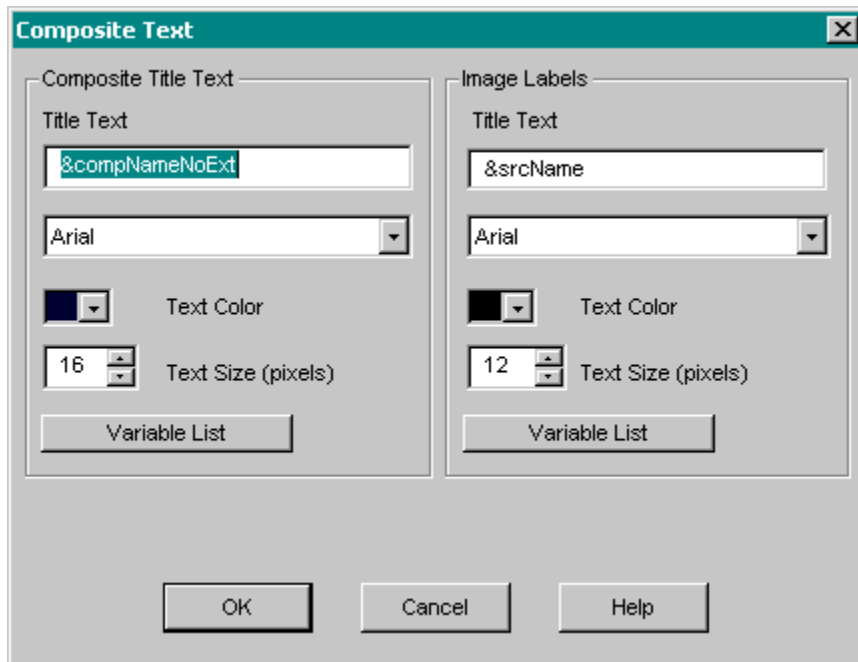 Composite Text
Composite Title Text
Title Text
&compNameNoExt
Arial
Text Color
16
Text Size (pixels)
Variable List
Image Labels
Title Text
&srcName
Arial
Text Color
12
Text Size (pixels)
Variable List
OK
Cancel
Help